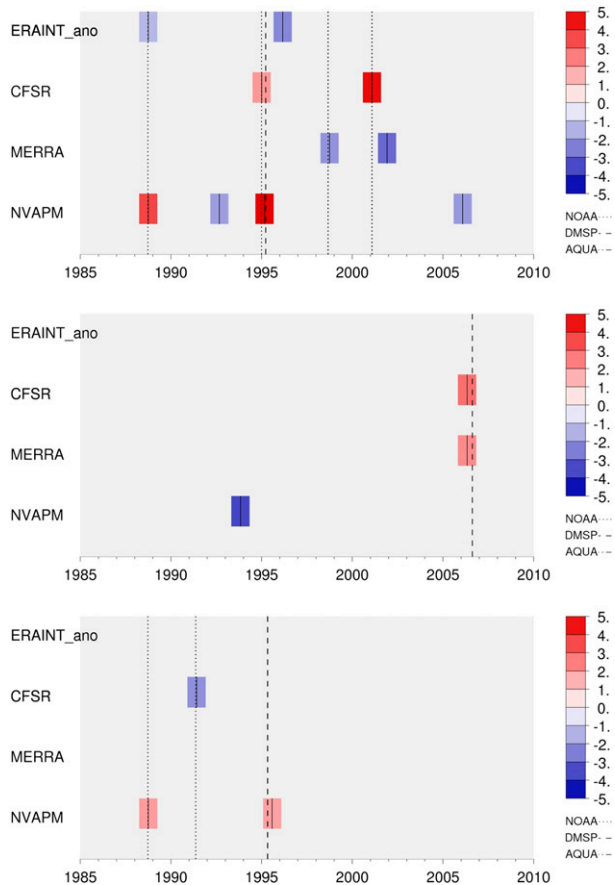 ERAINT_ano
CFSR
MERRA
NVAPM
1985 1990 1995 2000 2005 2010
5.
4.
3.
2.
1.
0.
-1.
-2.
-3.
-4.
-5.
NOAA····
DMSP- –
AQUA···–
ERAINT_ano
CFSR
MERRA
NVAPM
1985 1990 1995 2000 2005 2010
5.
4.
3.
2.
1.
0.
-1.
-2.
-3.
-4.
-5.
NOAA····
DMSP- –
AQUA···–
ERAINT_ano
CFSR
MERRA
NVAPM
1985 1990 1995 2000 2005 2010
5.
4.
3.
2.
1.
0.
-1.
-2.
-3.
-4.
-5.
NOAA····
DMSP- –
AQUA···–